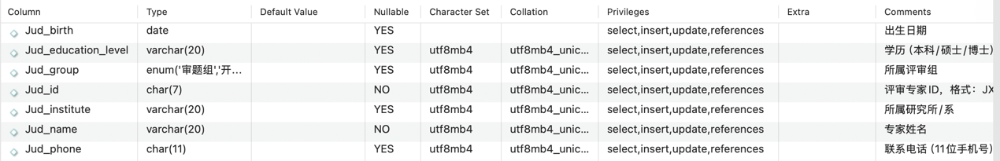 Column Type Default Value Nullable Character Set Collation Privileges Extra Comments
Jud_birth date YES select,insert,update,references 出生日期
Jud_education_level varchar(20) YES utf8mb4 utf8mb4_unic... select,insert,update,references 学历 (本科/硕士/博士)
Jud_group enum('审题组','开... YES utf8mb4 utf8mb4_unic... select,insert,update,references 所属评审组
Jud_id char(7) NO utf8mb4 utf8mb4_unic... select,insert,update,references 评审专家ID，格式：JX
Jud_institute varchar(20) YES utf8mb4 utf8mb4_unic... select,insert,update,references 所属研究所/系
Jud_name varchar(20) NO utf8mb4 utf8mb4_unic... select,insert,update,references 专家姓名
Jud_phone char(11) YES utf8mb4 utf8mb4_unic... select,insert,update,references 联系电话 (11位手机号)